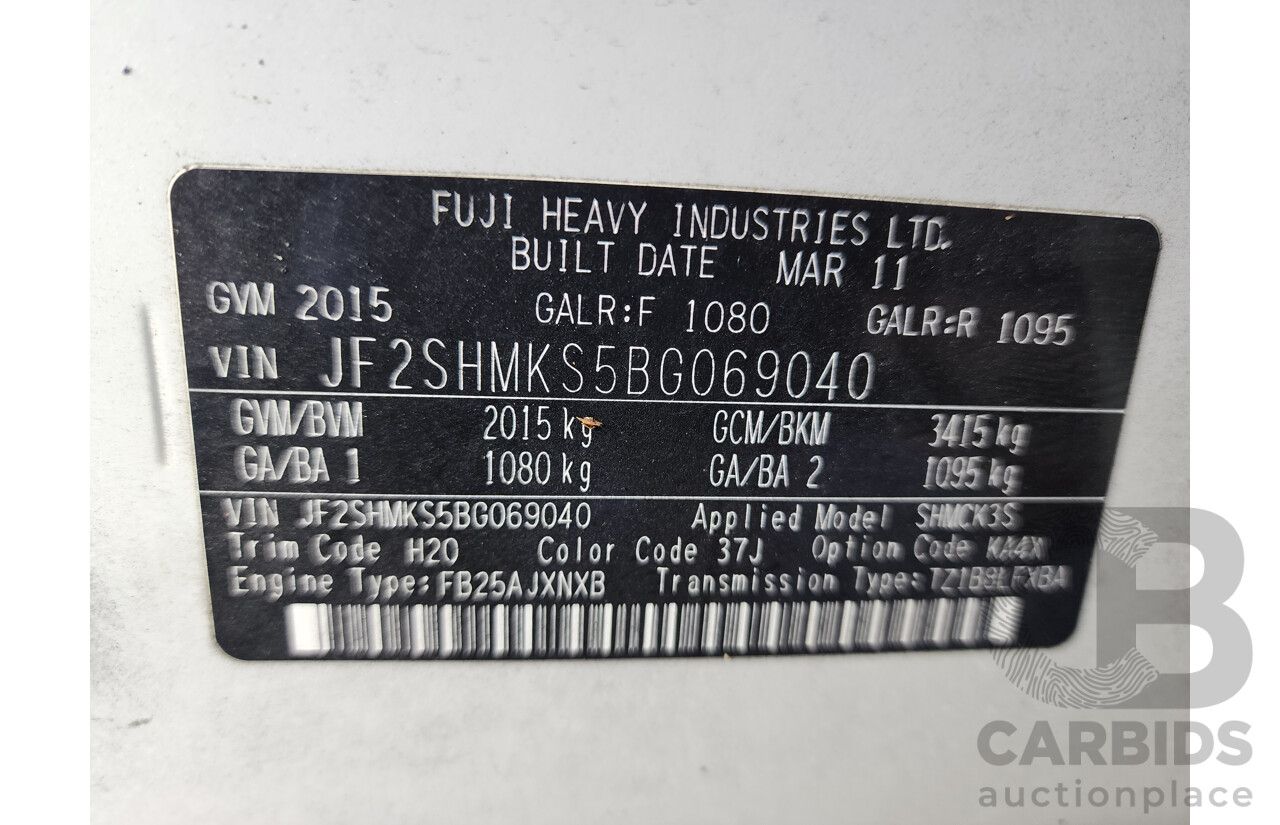 FUJI HEAVY INDUSTRIES LTD.
BUILT DATE MAR 11
GVM 2015 GALR:F 1080 GALR:R 1095
VIN JF2SHMKS5BG069040
GVM/BVM 2015 kg GCM/BKM 3415 kg
GA/BA 1 1080 kg GA/BA 2 1095 kg
VIN JF2SHMKS5BG069040 Applied Model SHMCK3S
Trim Code H20 Color Code 37J Option Code KA4X
Engine Type:FB25AJXNXB Transmission Type:TZ1B9LFXBA
CB
CARBIDS
auctionplace